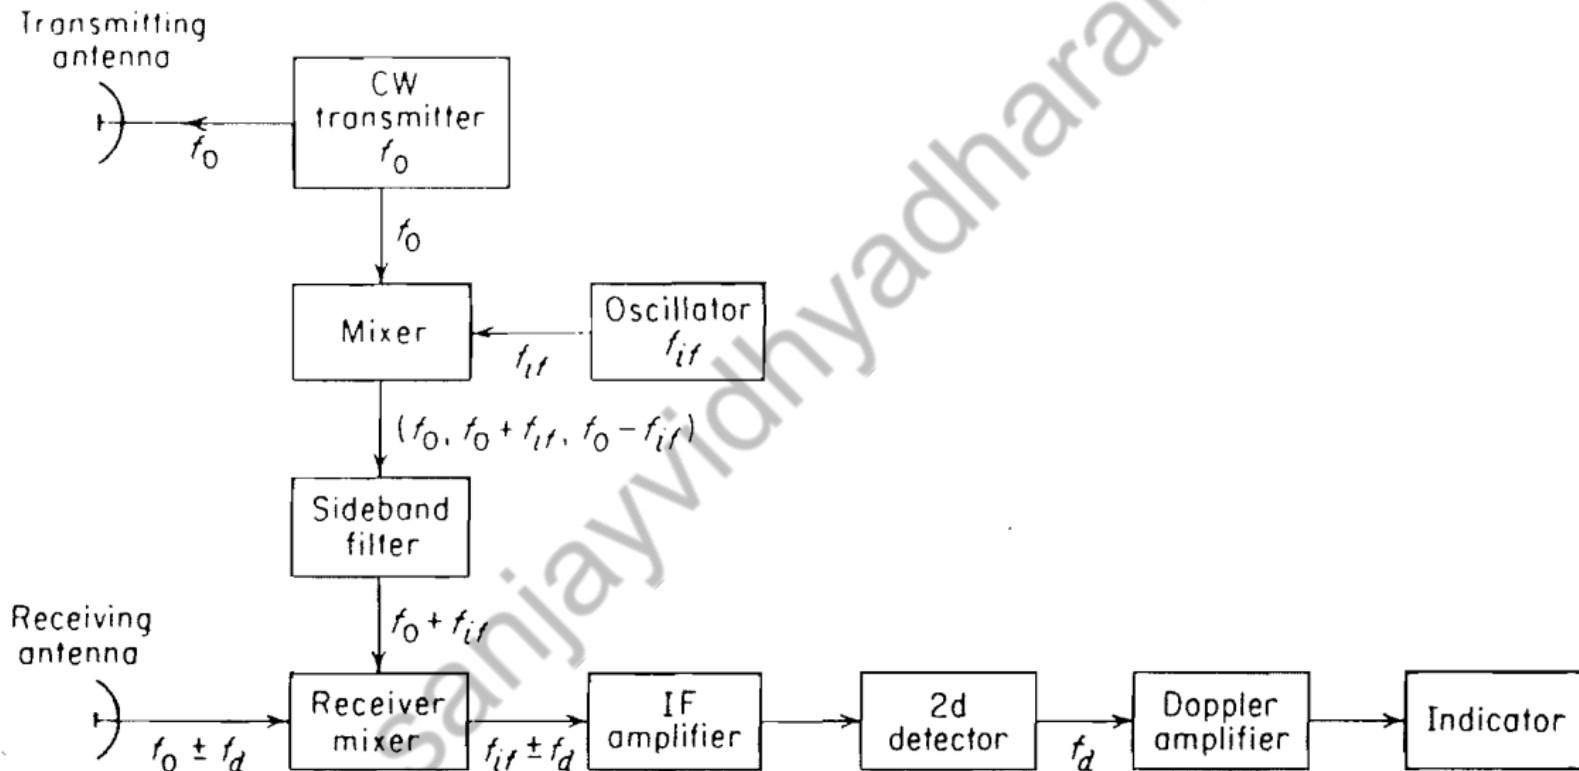 Transmitting
antenna
CW
transmitter
f0
f0
f0
Mixer
Oscillator
fif
fif
(f0, f0 + fif, f0 − fif)
Sideband
filter
f0 + fif
Receiving
antenna
f0 ± fd
Receiver
mixer
fif ± fd
IF
amplifier
2d
detector
fd
Doppler
amplifier
Indicator
sanjayvidhyadharan